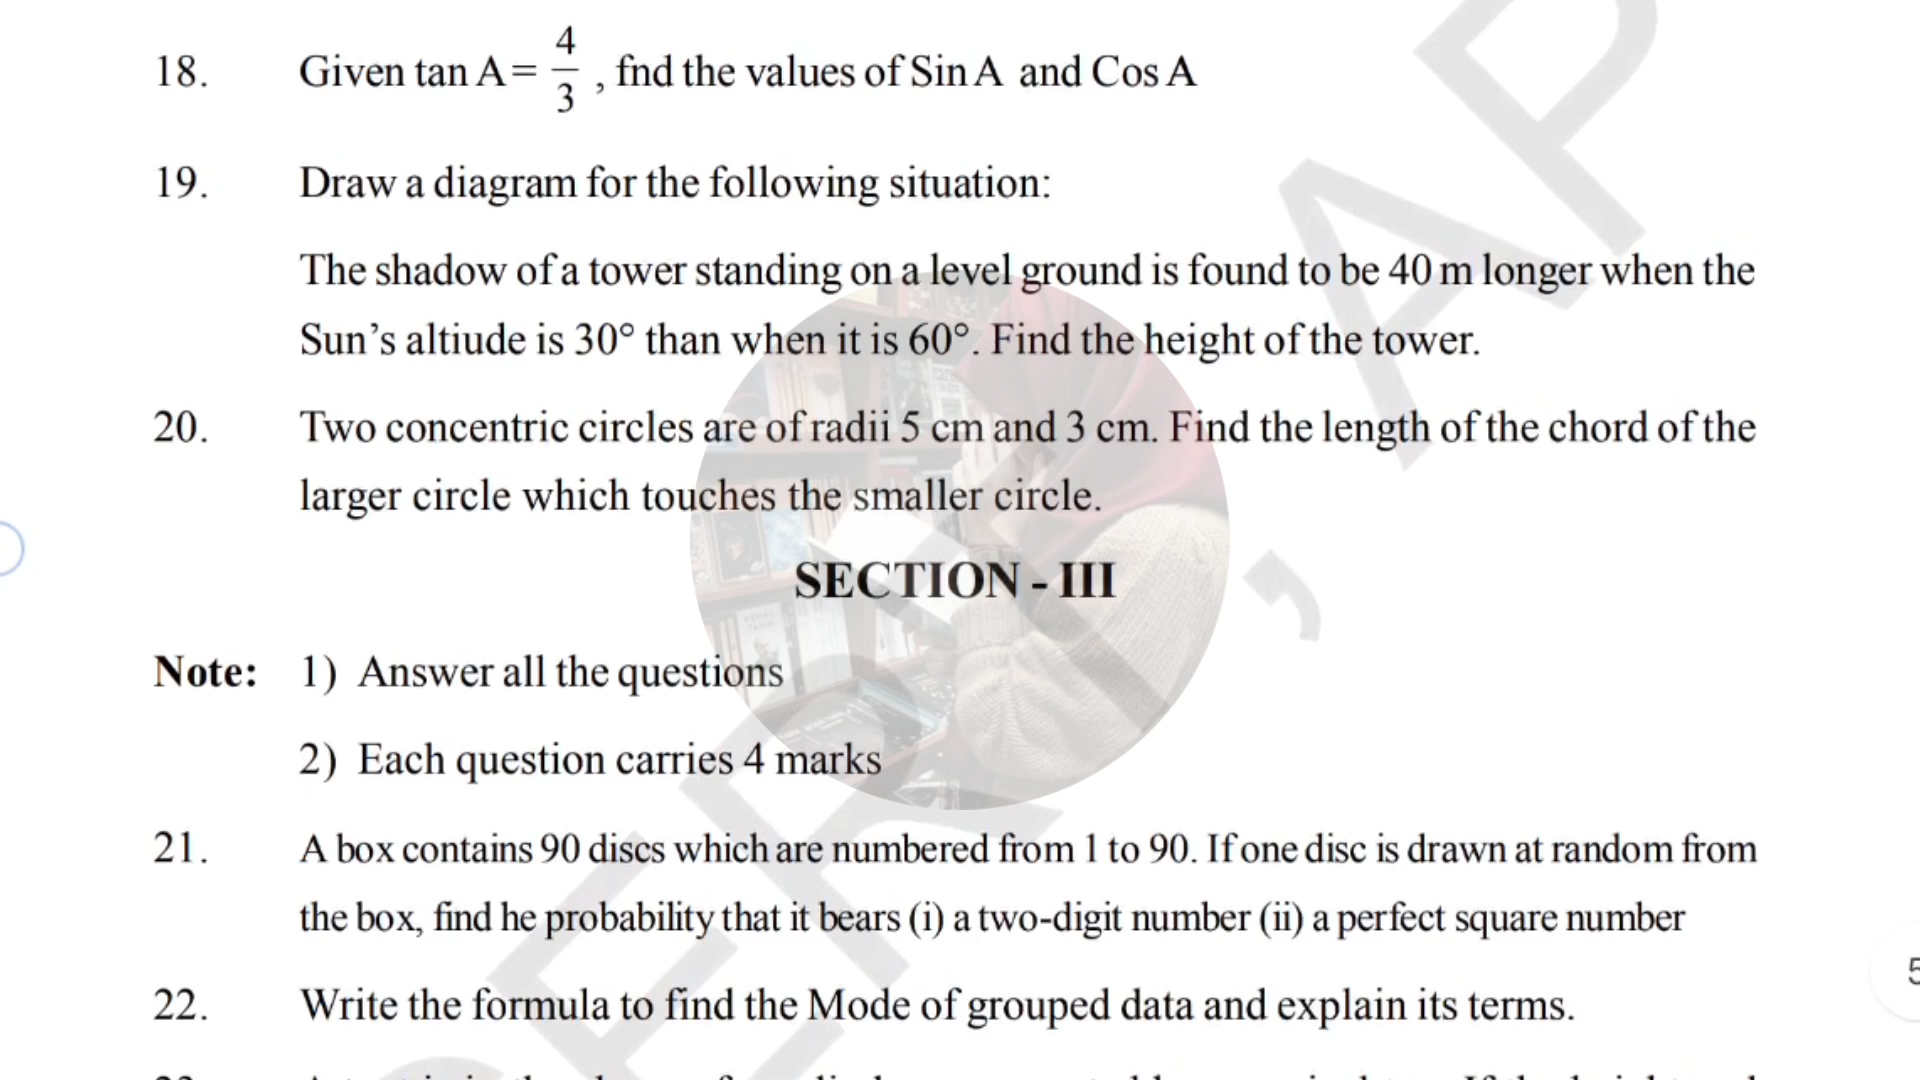 18. Given tan A = 4/3 , fnd the values of Sin A and Cos A
19. Draw a diagram for the following situation:
The shadow of a tower standing on a level ground is found to be 40 m longer when the
Sun’s altiude is 30° than when it is 60°. Find the height of the tower.
20. Two concentric circles are of radii 5 cm and 3 cm. Find the length of the chord of the
larger circle which touches the smaller circle.
SECTION - III
Note: 1) Answer all the questions
2) Each question carries 4 marks
21. A box contains 90 discs which are numbered from 1 to 90. If one disc is drawn at random from
the box, find he probability that it bears (i) a two-digit number (ii) a perfect square number
5
22. Write the formula to find the Mode of grouped data and explain its terms.